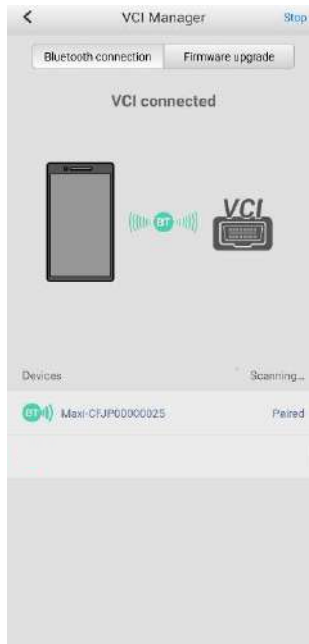 VCI Manager Stop
Bluetooth connection Firmware upgrade
VCI connected
BT VCI
Devices Scanning...
BT Maxi-CFJP00000025 Paired